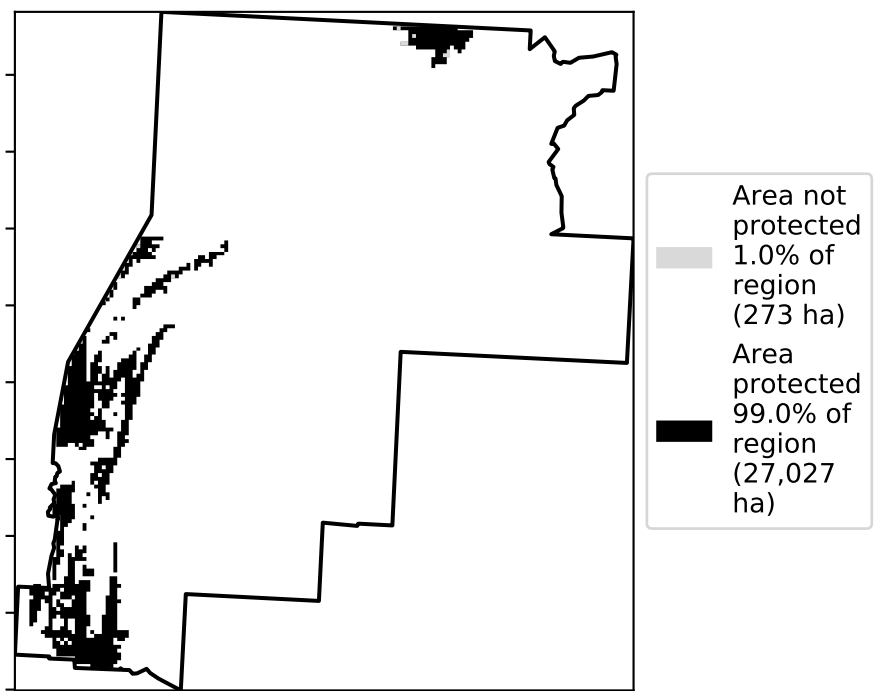 Area not
protected
1.0% of
region
(273 ha)
Area
protected
99.0% of
region
(27,027
ha)